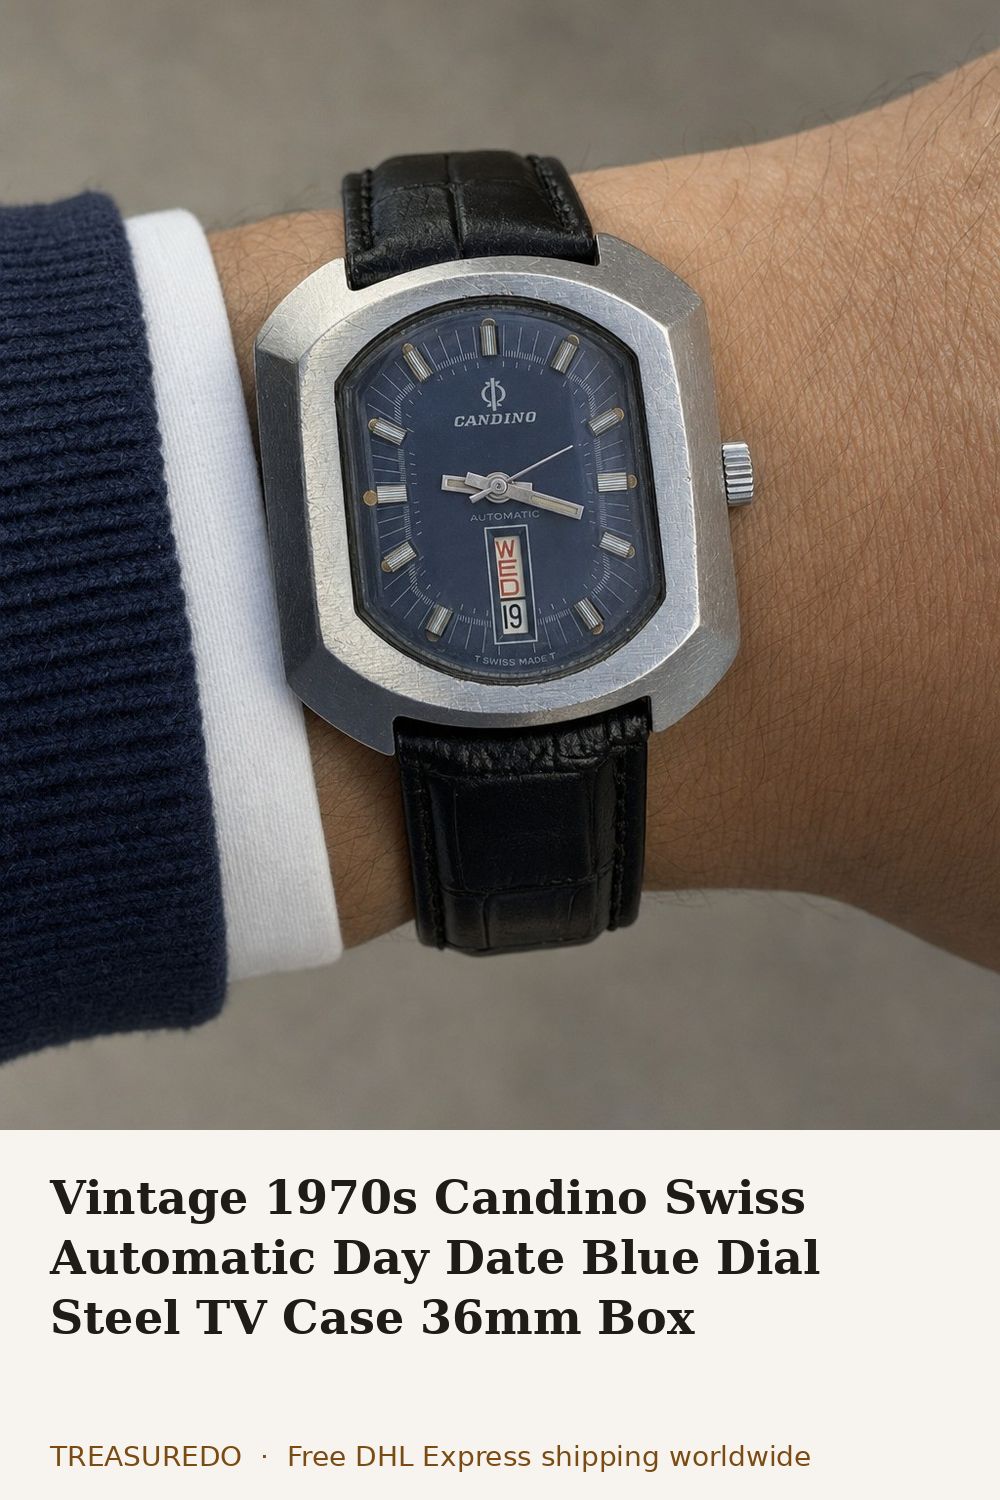 CANDINO
AUTOMATIC
WED
19
T SWISS MADE T
Vintage 1970s Candino Swiss
Automatic Day Date Blue Dial
Steel TV Case 36mm Box
TREASUREDO · Free DHL Express shipping worldwide